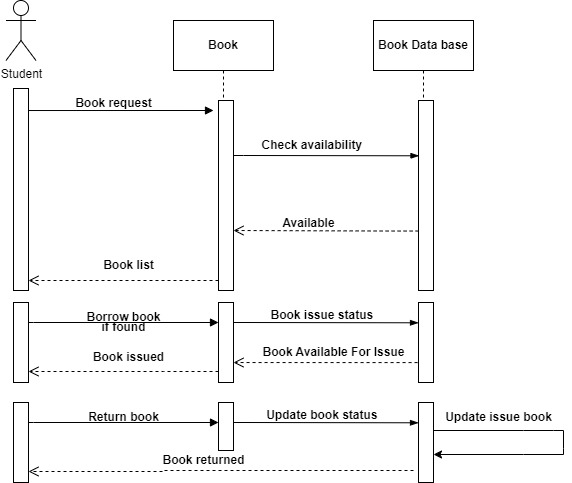 Book
Book Data base
Student
Book request
Check availability
Available
Book list
Borrow book
if found
Book issue status
Book issued
Book Available For Issue
Return book
Update book status
Update issue book
Book returned